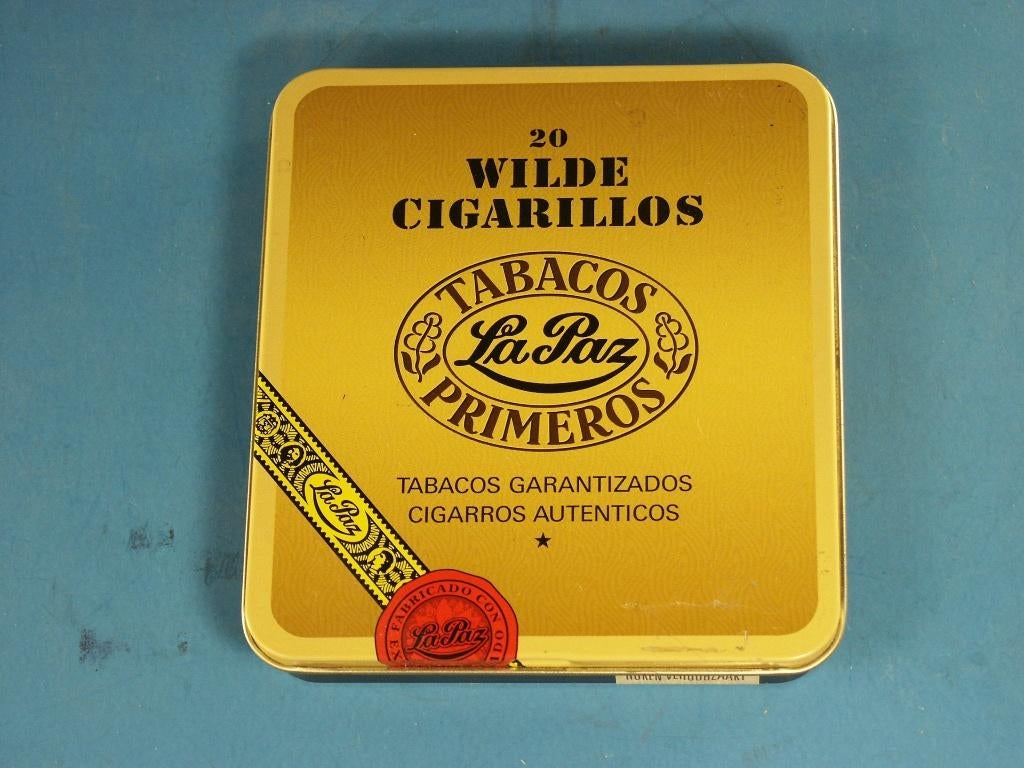 20
WILDE
CIGARILLOS
TABACOS
La Paz
PRIMEROS
TABACOS GARANTIZADOS
CIGARROS AUTENTICOS
La Paz
FABRICADO CON
La Paz